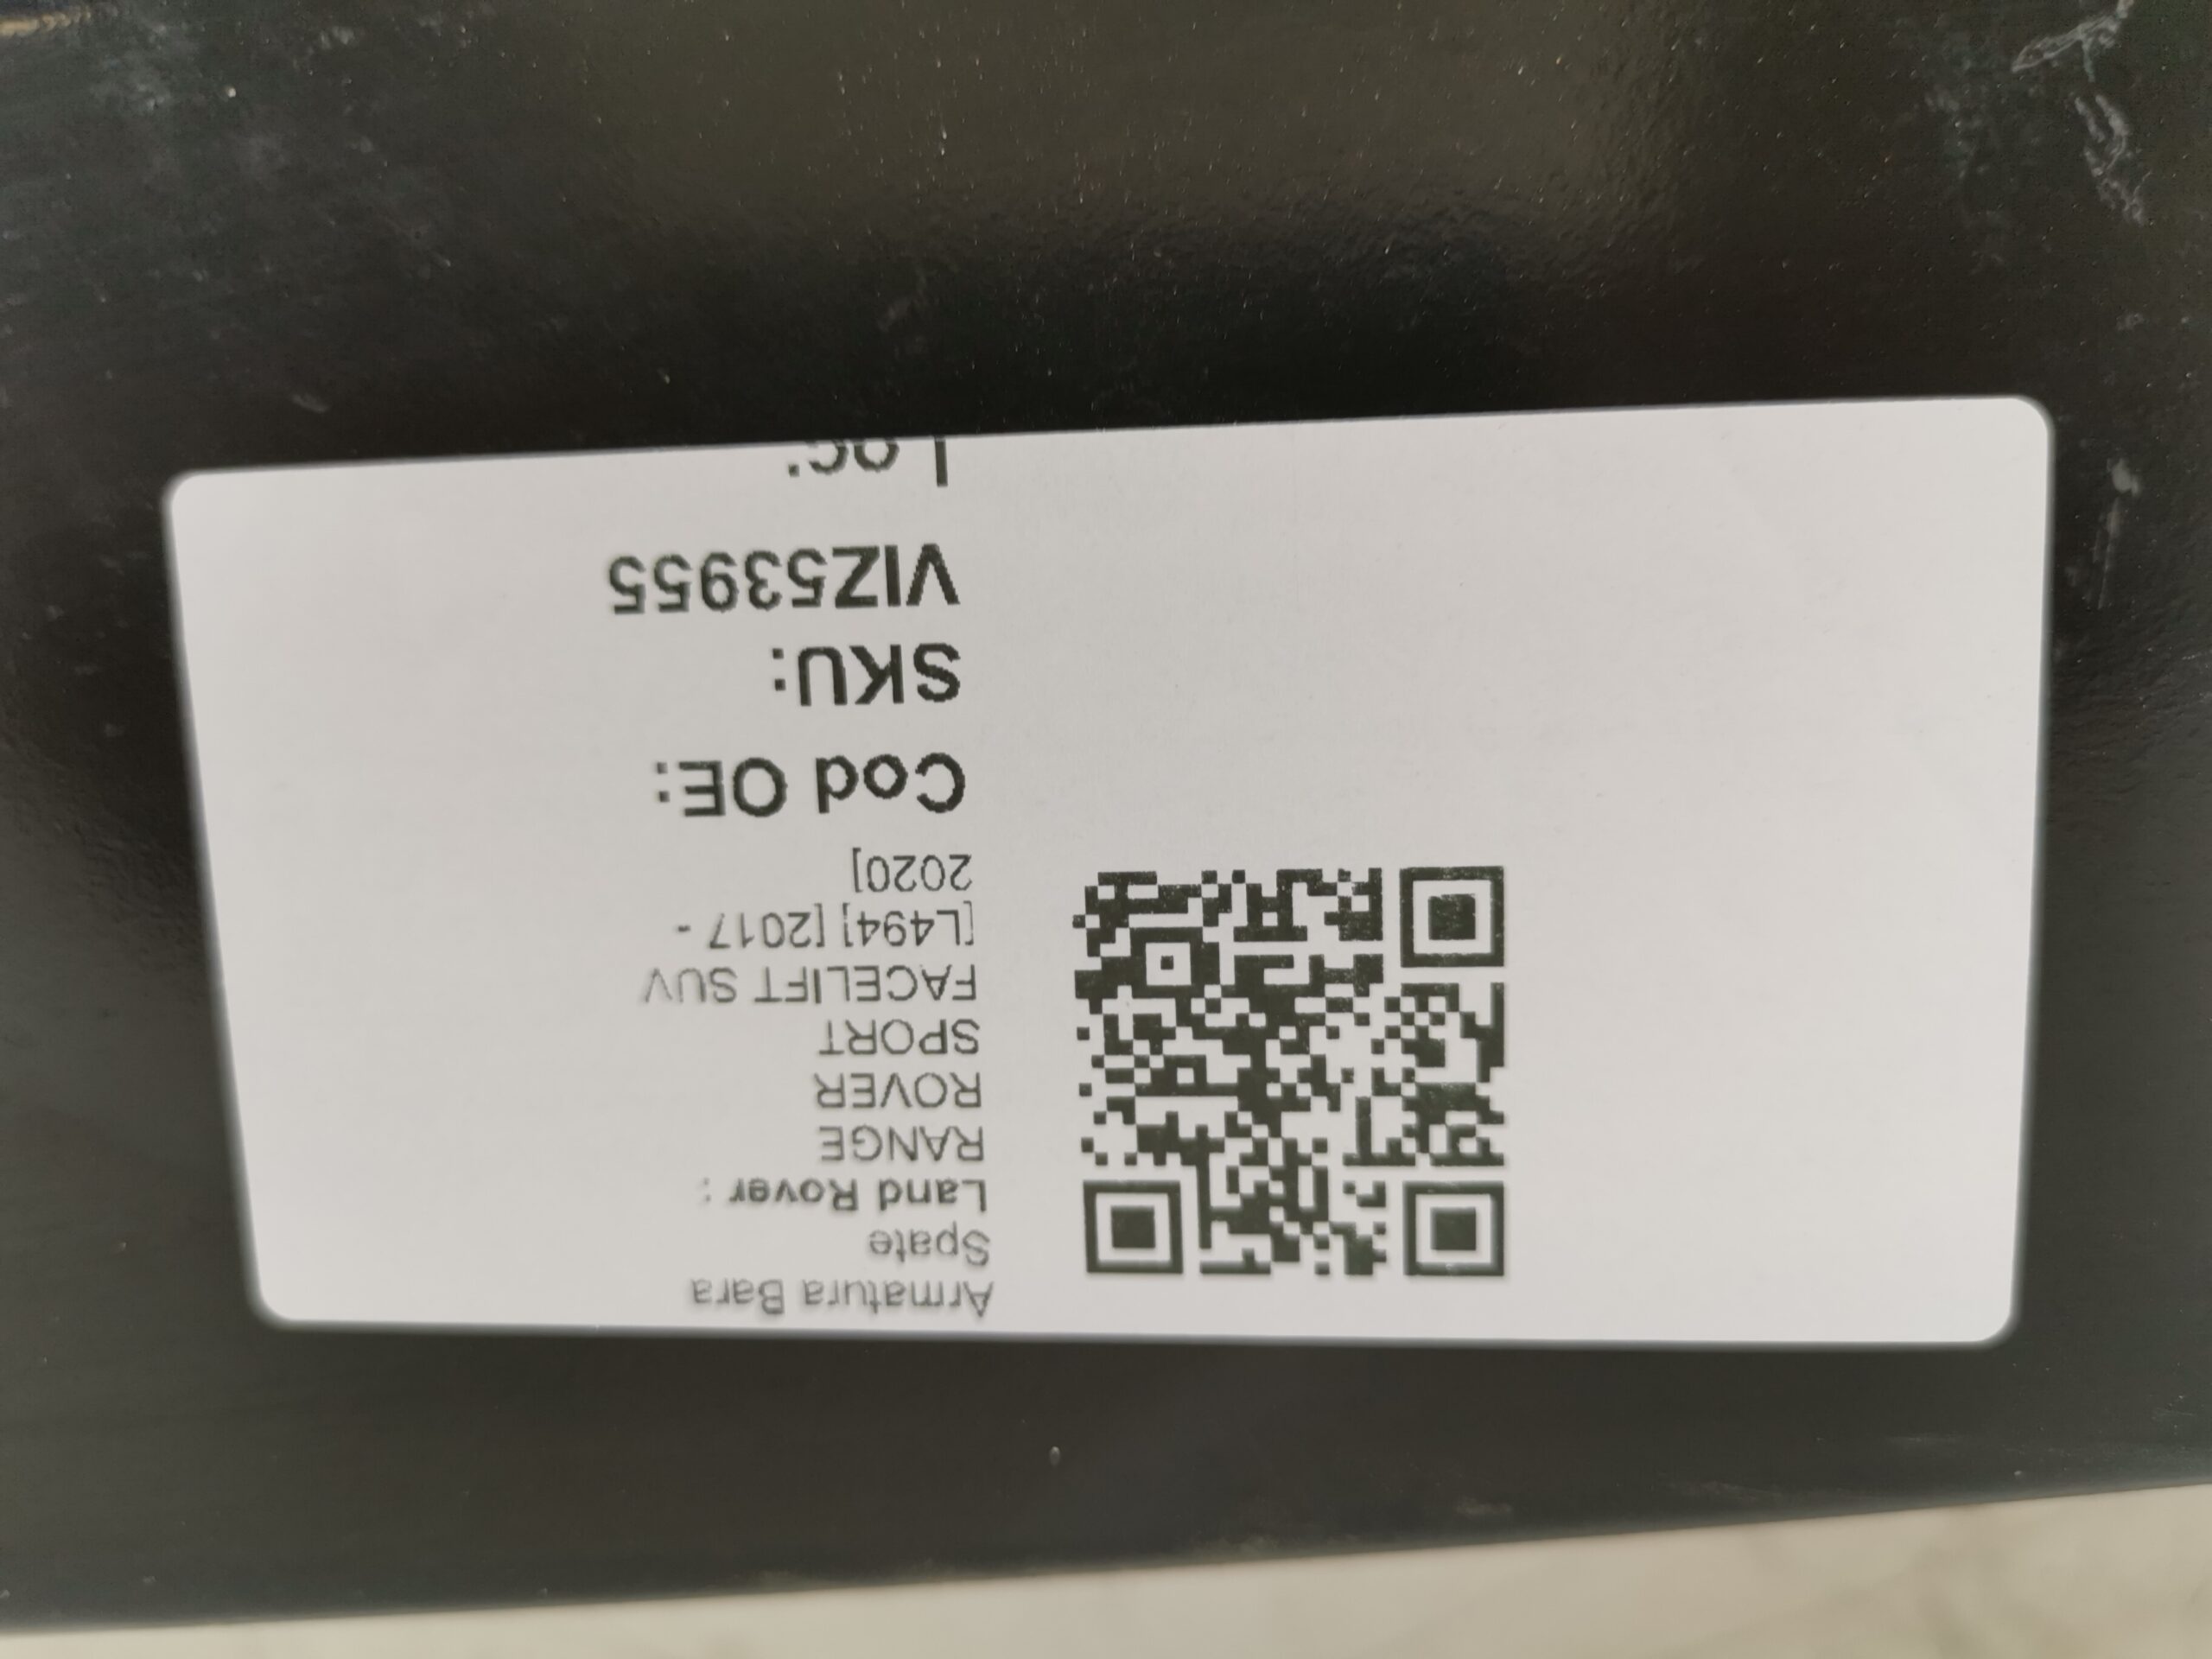 Armatura Bara
Spate
Land Rover :
RANGE
ROVER
SPORT
FACELIFT SUV
[L494] [2017 -
2020]
Cod OE:
SKU:
VIZ53955
Loc: